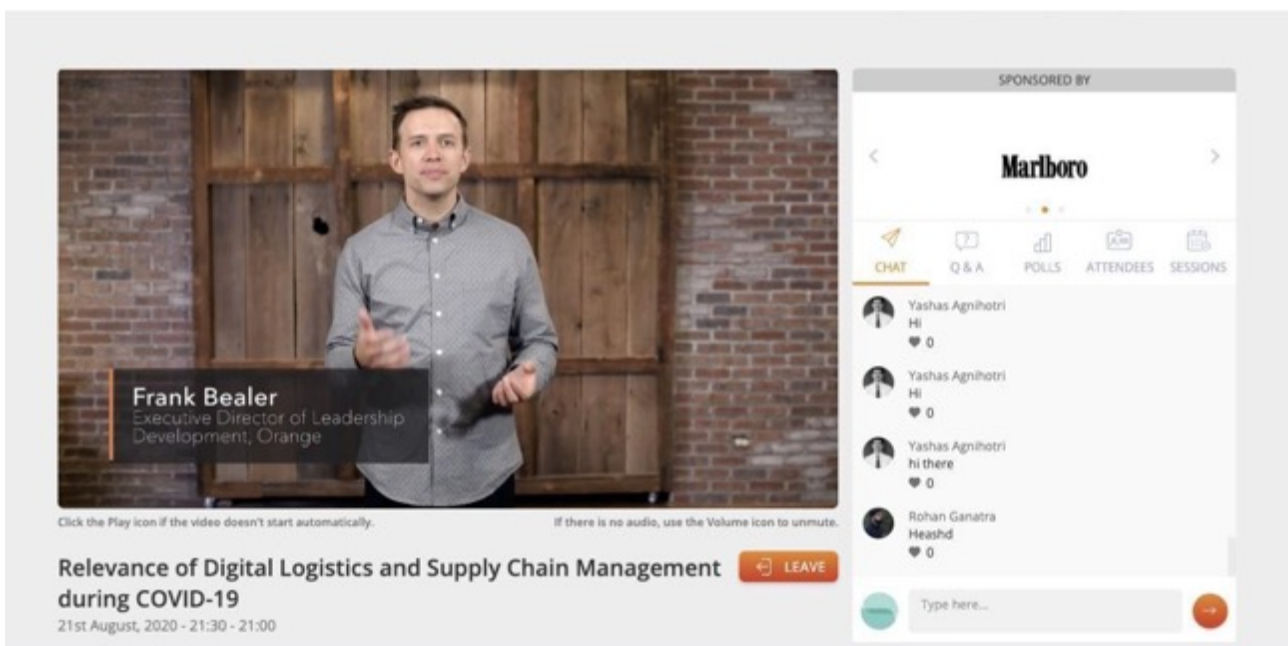 Frank Bealer
Executive Director of Leadership
Development, Orange
Click the Play icon if the video doesn't start automatically.
If there is no audio, use the Volume icon to unmute.
Relevance of Digital Logistics and Supply Chain Management
during COVID-19
21st August, 2020 - 21:30 - 21:00
LEAVE
SPONSORED BY
Marlboro
CHAT
Q & A
POLLS
ATTENDEES
SESSIONS
Yashas Agnihotri
Hi
0
Yashas Agnihotri
Hi
0
Yashas Agnihotri
hi there
0
Rohan Ganatra
Heashd
0
Type here...